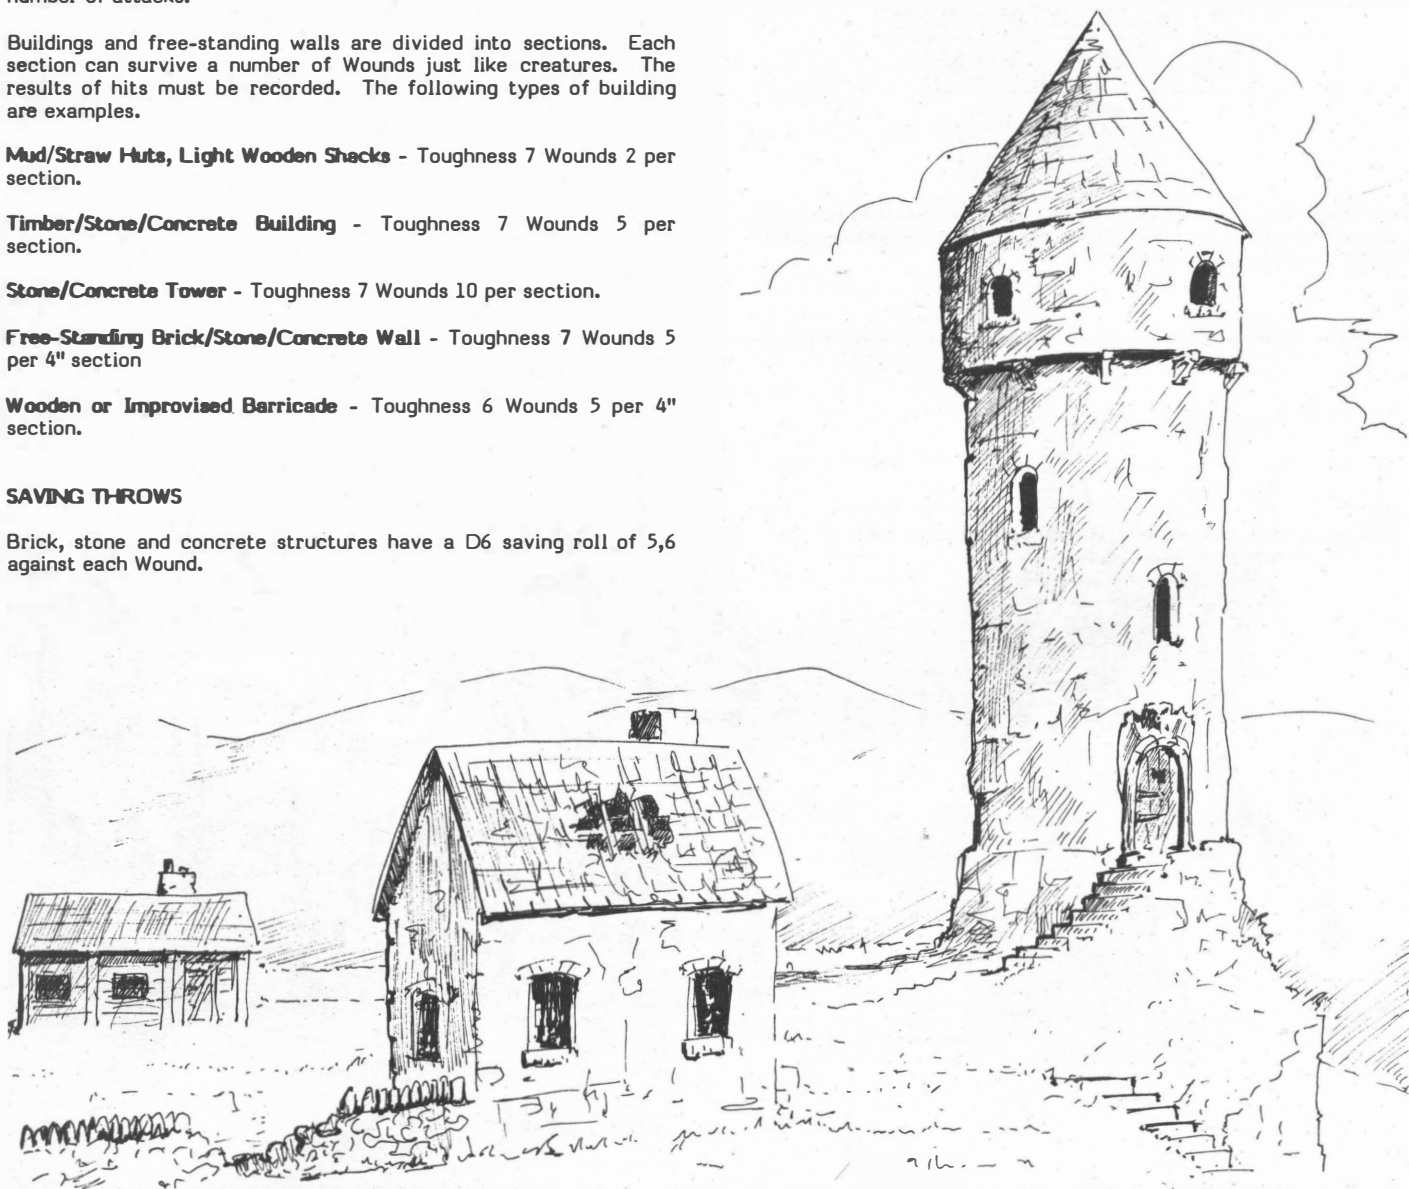 number of attacks.
Buildings and free-standing walls are divided into sections. Each
section can survive a number of Wounds just like creatures. The
results of hits must be recorded. The following types of building
are examples.
Mud/Straw Huts, Light Wooden Shacks - Toughness 7 Wounds 2 per
section.
Timber/Stone/Concrete Building - Toughness 7 Wounds 5 per
section.
Stone/Concrete Tower - Toughness 7 Wounds 10 per section.
Free-Standing Brick/Stone/Concrete Wall - Toughness 7 Wounds 5
per 4" section
Wooden or Improvised Barricade - Toughness 6 Wounds 5 per 4"
section.
SAVING THROWS
Brick, stone and concrete structures have a D6 saving roll of 5,6
against each Wound.